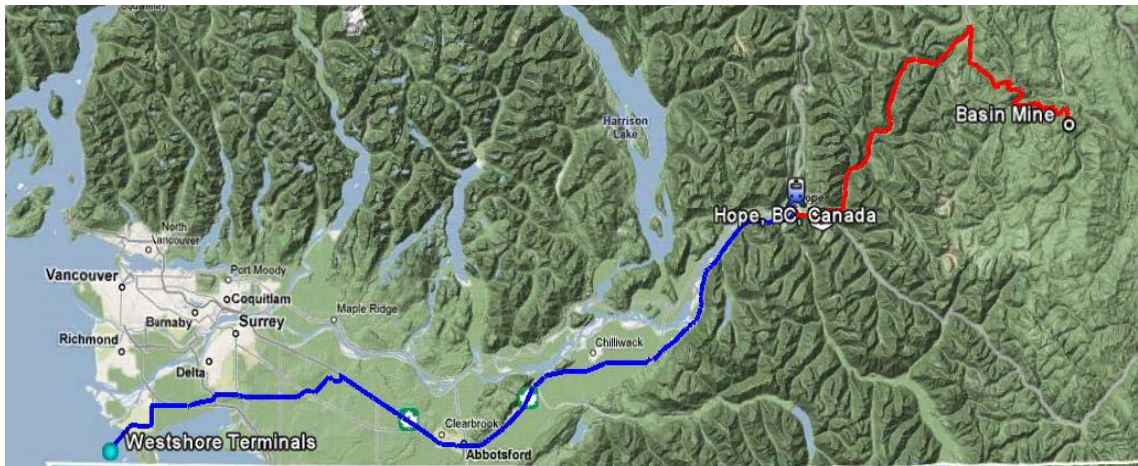 Harrison
Lake
Basin Mine
ope
Hope, BC, Canada
North
Vancouver
Port Moody
Vancouver
Coquitlam
Burnaby
Maple Ridge
Surrey
Richmond
Delta
Chilliwack
Clearbrook
Westshore Terminals
Abbotsford